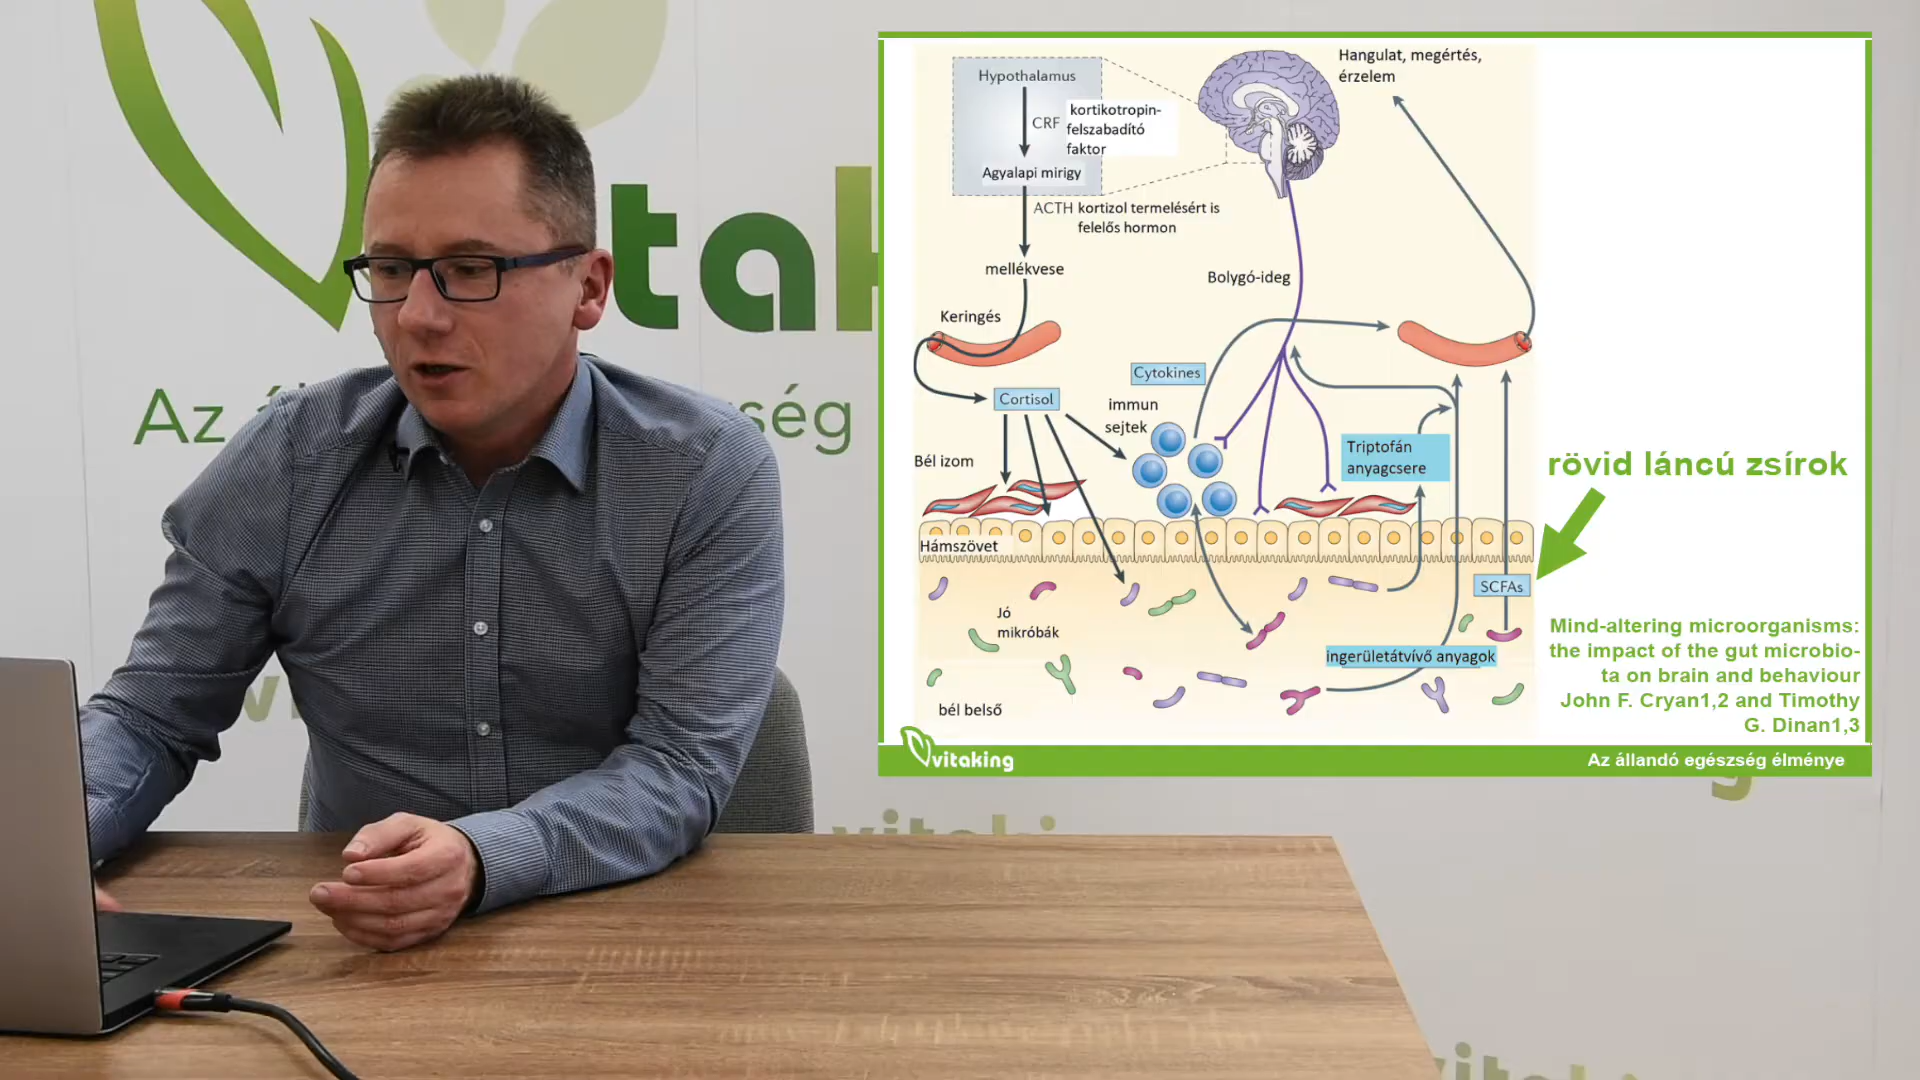 ita
Az
ség
Hypothalamus
CRF
kortikotropin-
felszabadító
faktor
Agyalapi mirigy
ACTH kortizol termelésért is
felelős hormon
mellékvese
Keringés
Cortisol
Bél izom
Hámszövet
Jó
mikróbák
bél belső
Hangulat, megértés,
érzelem
Bolygó-ideg
Cytokines
immun
sejtek
Triptofán
anyagcsere
SCFAs
ingerületátvívő anyagok
rövid láncú zsírok
Mind-altering microorganisms:
the impact of the gut microbio-
ta on brain and behaviour
John F. Cryan1,2 and Timothy
G. Dinan1,3
vitaking
Az állandó egészség élménye
vitaki
vitak